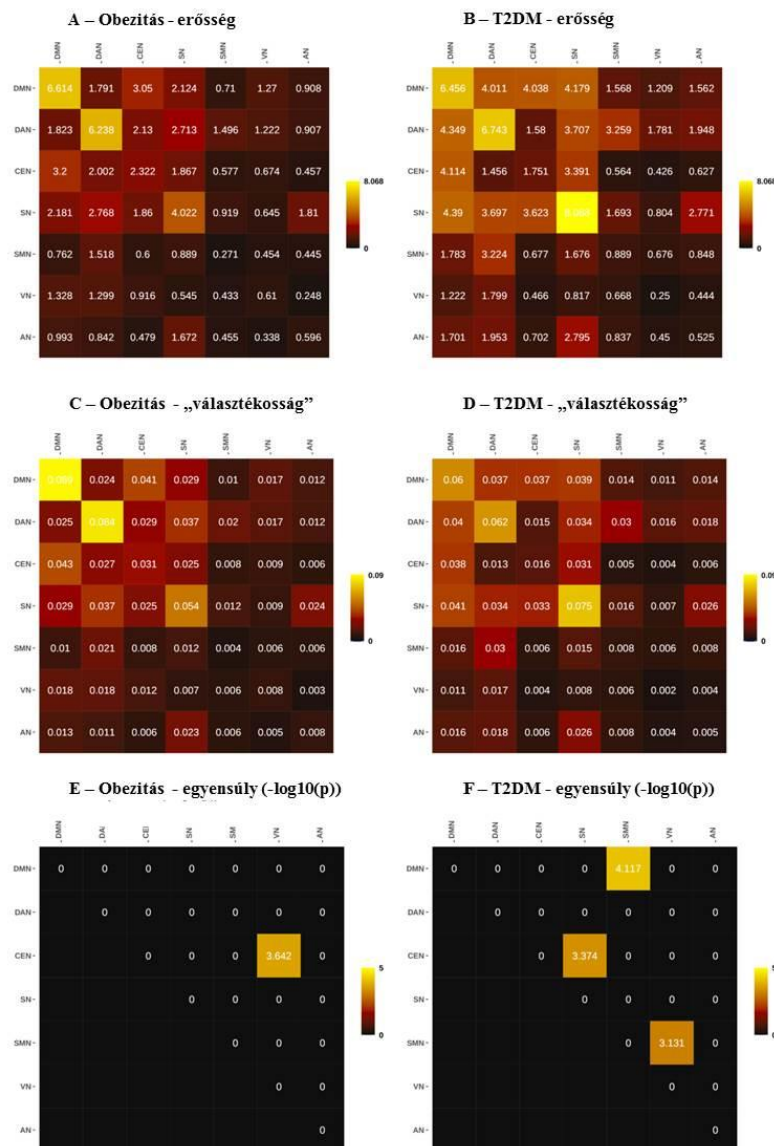 A – Obezitás - erősség
DMN DAN CEN SN SMN VN AN
DMN 6.614 1.791 3.05 2.124 0.71 1.27 0.908
DAN 1.823 6.238 2.13 2.713 1.496 1.222 0.907
CEN 3.2 2.002 2.322 1.867 0.577 0.674 0.457
SN 2.181 2.768 1.86 4.022 0.919 0.645 1.81
SMN 0.762 1.518 0.6 0.889 0.271 0.454 0.445
VN 1.328 1.299 0.916 0.545 0.433 0.61 0.248
AN 0.993 0.842 0.479 1.672 0.455 0.338 0.596
8.068
0
B – T2DM - erősség
DMN DAN CEN SN SMN VN AN
DMN 6.456 4.011 4.038 4.179 1.568 1.209 1.562
DAN 4.349 6.743 1.58 3.707 3.259 1.781 1.948
CEN 4.114 1.456 1.751 3.391 0.564 0.426 0.627
SN 4.39 3.697 3.623 1.693 0.804 2.771
SMN 1.783 3.224 0.677 1.676 0.889 0.676 0.848
VN 1.222 1.799 0.466 0.817 0.668 0.25 0.444
AN 1.701 1.953 0.702 2.795 0.837 0.45 0.525
8.068
0
C – Obezitás - „választékosság”
DMN DAN CEN SN SMN VN AN
DMN 0.024 0.041 0.029 0.01 0.017 0.012
DAN 0.025 0.084 0.029 0.037 0.02 0.017 0.012
CEN 0.043 0.027 0.031 0.025 0.008 0.009 0.006
SN 0.029 0.037 0.025 0.054 0.012 0.009 0.024
SMN 0.01 0.021 0.008 0.012 0.004 0.006 0.006
VN 0.018 0.018 0.012 0.007 0.006 0.008 0.003
AN 0.013 0.011 0.006 0.023 0.006 0.005 0.008
0.09
0
D – T2DM - „választékosság”
DMN DAN CEN SN SMN VN AN
DMN 0.06 0.037 0.037 0.039 0.014 0.011 0.014
DAN 0.04 0.062 0.015 0.034 0.03 0.016 0.018
CEN 0.038 0.013 0.016 0.031 0.005 0.004 0.006
SN 0.041 0.034 0.033 0.075 0.016 0.007 0.026
SMN 0.016 0.03 0.006 0.015 0.008 0.006 0.008
VN 0.011 0.017 0.004 0.008 0.006 0.002 0.004
AN 0.016 0.018 0.006 0.026 0.008 0.004 0.005
0.09
0
E – Obezitás - egyensúly (-log10(p))
DMN DAI CEI SN SM VN AN
DMN 0 0 0 0 0 0 0
DAN 0 0 0 0 0 0
CEN 0 0 0 3.642 0
SN 0 0 0 0
SMN 0 0 0
VN 0 0
AN 0
5
0
F – T2DM - egyensúly (-log10(p))
DMN DAN CEN SN SMN VN AN
DMN 0 0 0 0 4.117 0 0
DAN 0 0 0 0 0 0
CEN 0 3.374 0 0 0
SN 0 0 0 0
SMN 0 3.131 0
VN 0 0
AN 0
5
0